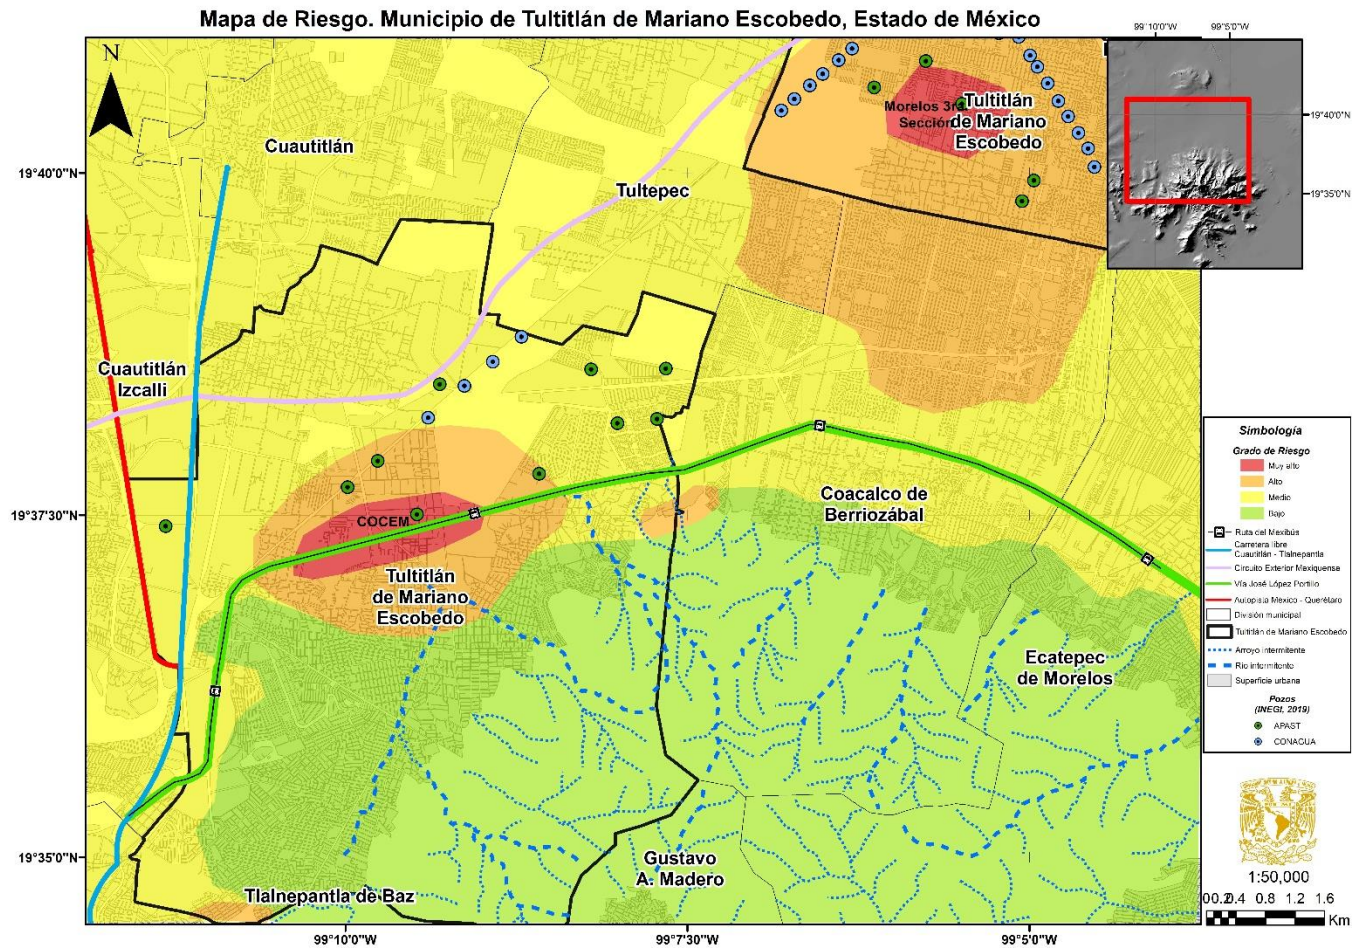 Mapa de Riesgo. Municipio de Tultitlán de Mariano Escobedo, Estado de México
99°10'0"W
99°5'0"W
N
Cuautitlán
Morelos 3ra.
Sección
Tultitlán
de Mariano
Escobedo
19°40'0"N
19°40'0"N
Tultepec
19°35'0"N
Cuautitlán
Izcalli
COCEM
19°37'30"N
Coacalco de
Berriozábal
Tultitlán
de Mariano
Escobedo
Ecatepec
de Morelos
19°35'0"N
Gustavo
A. Madero
Tlalnepantla de Baz
99°10'0"W
99°7'30"W
99°5'0"W
Simbología
Grado de Riesgo
Muy alto
Alto
Medio
Bajo
Ruta del Mexibús
Carretera libre
Cuautitlán - Tlalnepantla
Circuito Exterior Mexiquense
Vía José López Portillo
Autopista México - Querétaro
División municipal
Tultitlán de Mariano Escobedo
Arroyo intermitente
Río intermitente
Superficie urbana
Pozos
(INEGI, 2019)
APAST
CONAGUA
1:50,000
0 0.2 0.4 0.8 1.2 1.6
Km